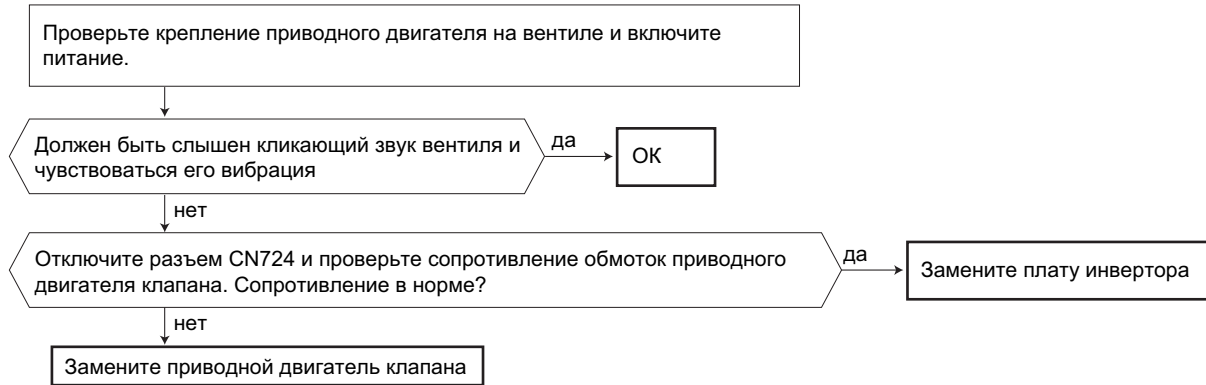 Проверьте крепление приводного двигателя на вентиле и включите
питание.
Должен быть слышен кликающий звук вентиля и
чувствоваться его вибрация
да
ОК
нет
Отключите разъем CN724 и проверьте сопротивление обмоток приводного
двигателя клапана. Сопротивление в норме?
да
Замените плату инвертора
нет
Замените приводной двигатель клапана